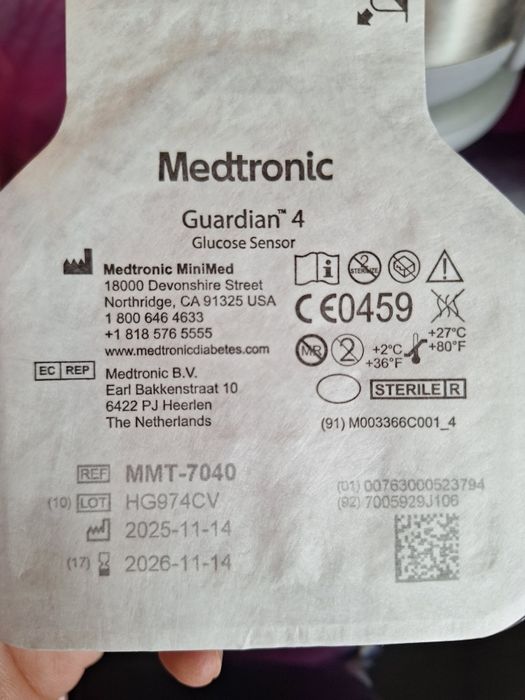 Medtronic
Guardian™ 4
Glucose Sensor
Medtronic MiniMed
18000 Devonshire Street
Northridge, CA 91325 USA
1 800 646 4633
+1 818 576 5555
www.medtronicdiabetes.com
EC REP
Medtronic B.V.
Earl Bakkenstraat 10
6422 PJ Heerlen
The Netherlands
i
STERILIZE
CE0459
MR
2
+2°C
+36°F
+27°C
+80°F
STERILE R
(91) M003366C001_4
REF MMT-7040
(10) LOT HG974CV
2025-11-14
(17) 2026-11-14
(01) 00763000523794
(92) 7005929J106